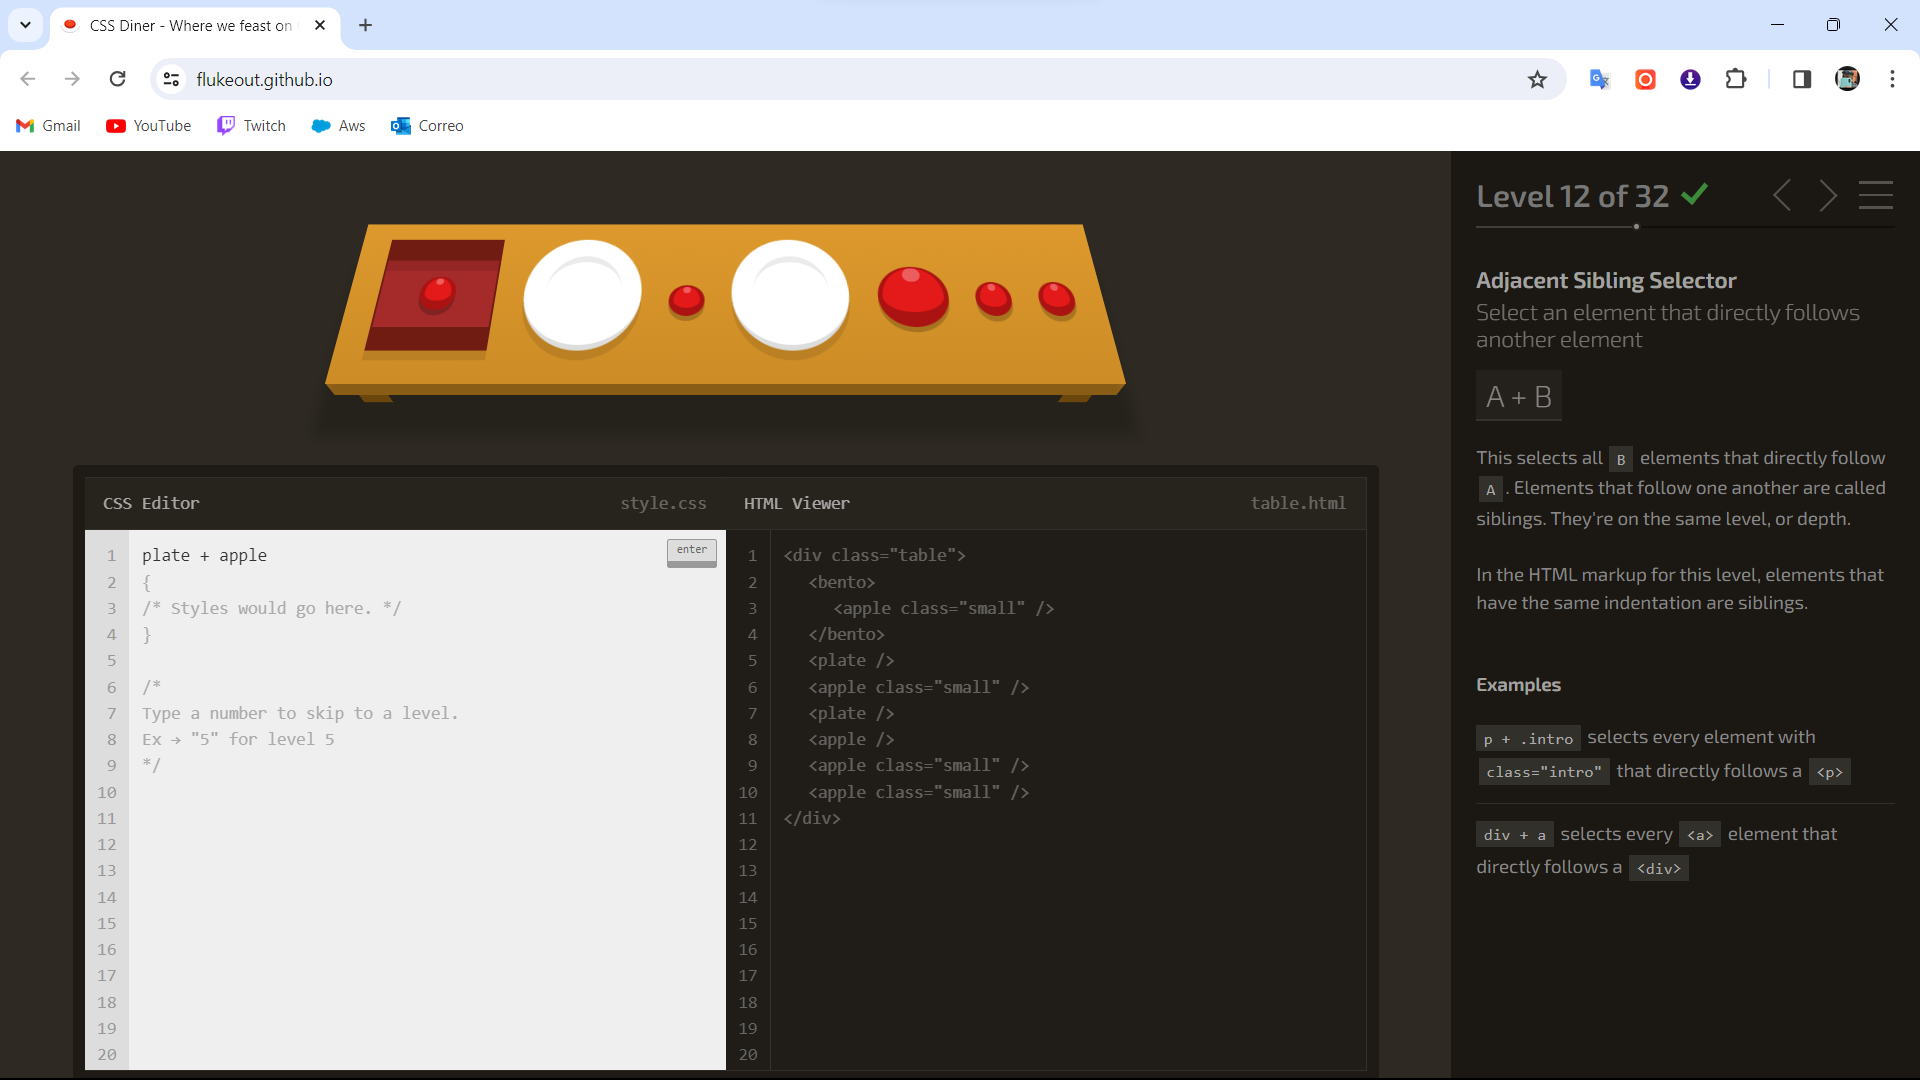 CSS Diner - Where we feast on
flukeout.github.io
Gmail
YouTube
Twitch
Aws
Correo
Level 12 of 32
Adjacent Sibling Selector
Select an element that directly follows
another element
A + B
This selects all B elements that directly follow
A . Elements that follow one another are called
siblings. They're on the same level, or depth.
In the HTML markup for this level, elements that
have the same indentation are siblings.
Examples
p + .intro selects every element with
class="intro" that directly follows a <p>
div + a selects every <a> element that
directly follows a <div>
CSS Editor style.css
1 plate + apple enter
2 {
3 /* Styles would go here. */
4 }
5
6 /*
7 Type a number to skip to a level.
8 Ex → "5" for level 5
9 */
10
11
12
13
14
15
16
17
18
19
20
HTML Viewer table.html
1 <div class="table">
2 <bento>
3 <apple class="small" />
4 </bento>
5 <plate />
6 <apple class="small" />
7 <plate />
8 <apple />
9 <apple class="small" />
10 <apple class="small" />
11 </div>
12
13
14
15
16
17
18
19
20